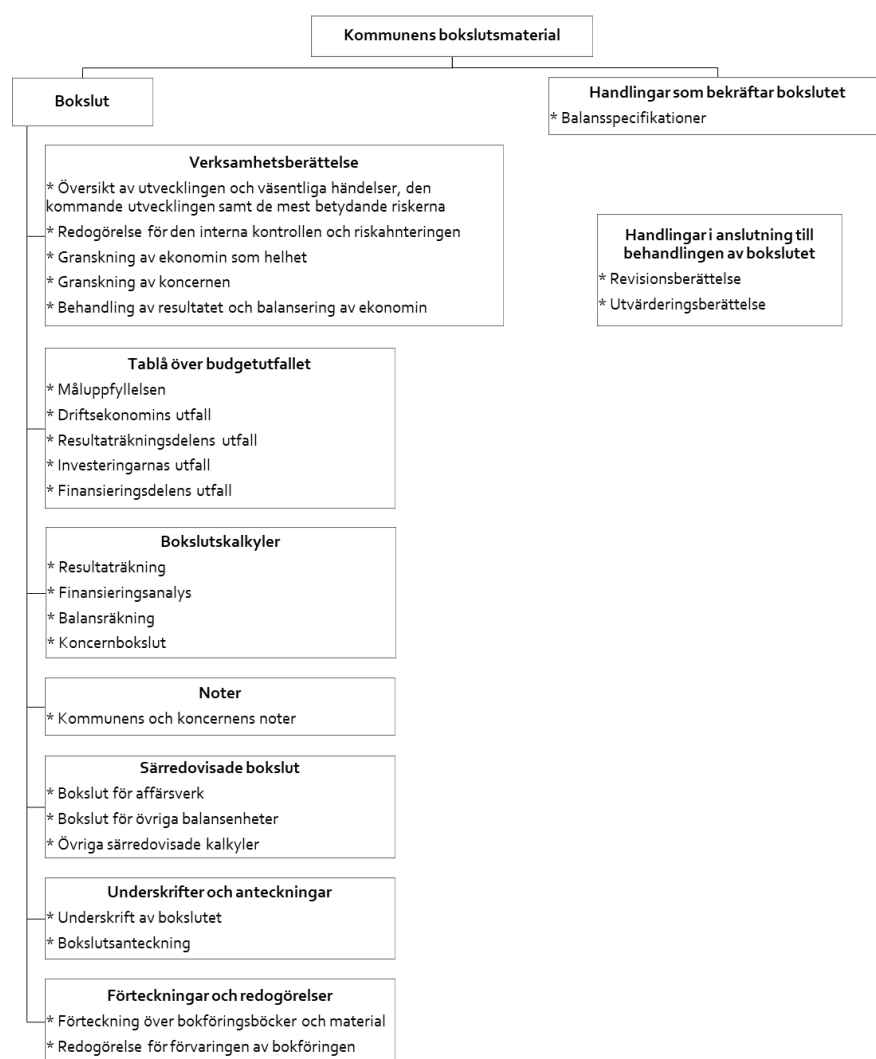 Kommunens bokslutsmaterial
Bokslut
Handlingar som bekräftar bokslutet
* Balansspecifikationer
Verksamhetsberättelse
* Översikt av utvecklingen och väsentliga händelser, den
kommande utvecklingen samt de mest betydande riskerna
* Redogörelse för den interna kontrollen och riskahnteringen
* Granskning av ekonomin som helhet
* Granskning av koncernen
* Behandling av resultatet och balansering av ekonomin
Handlingar i anslutning till
behandlingen av bokslutet
* Revisionsberättelse
* Utvärderingsberättelse
Tablå över budgetutfallet
* Måluppfyllelsen
* Driftsekonomins utfall
* Resultaträkningsdelens utfall
* Investeringarnas utfall
* Finansieringsdelens utfall
Bokslutskalkyler
* Resultaträkning
* Finansieringsanalys
* Balansräkning
* Koncernbokslut
Noter
* Kommunens och koncernens noter
Särredovisade bokslut
* Bokslut för affärsverk
* Bokslut för övriga balansenheter
* Övriga särredovisade kalkyler
Underskrifter och anteckningar
* Underskrift av bokslutet
* Bokslutsanteckning
Förteckningar och redogörelser
* Förteckning över bokföringsböcker och material
* Redogörelse för förvaringen av bokföringen